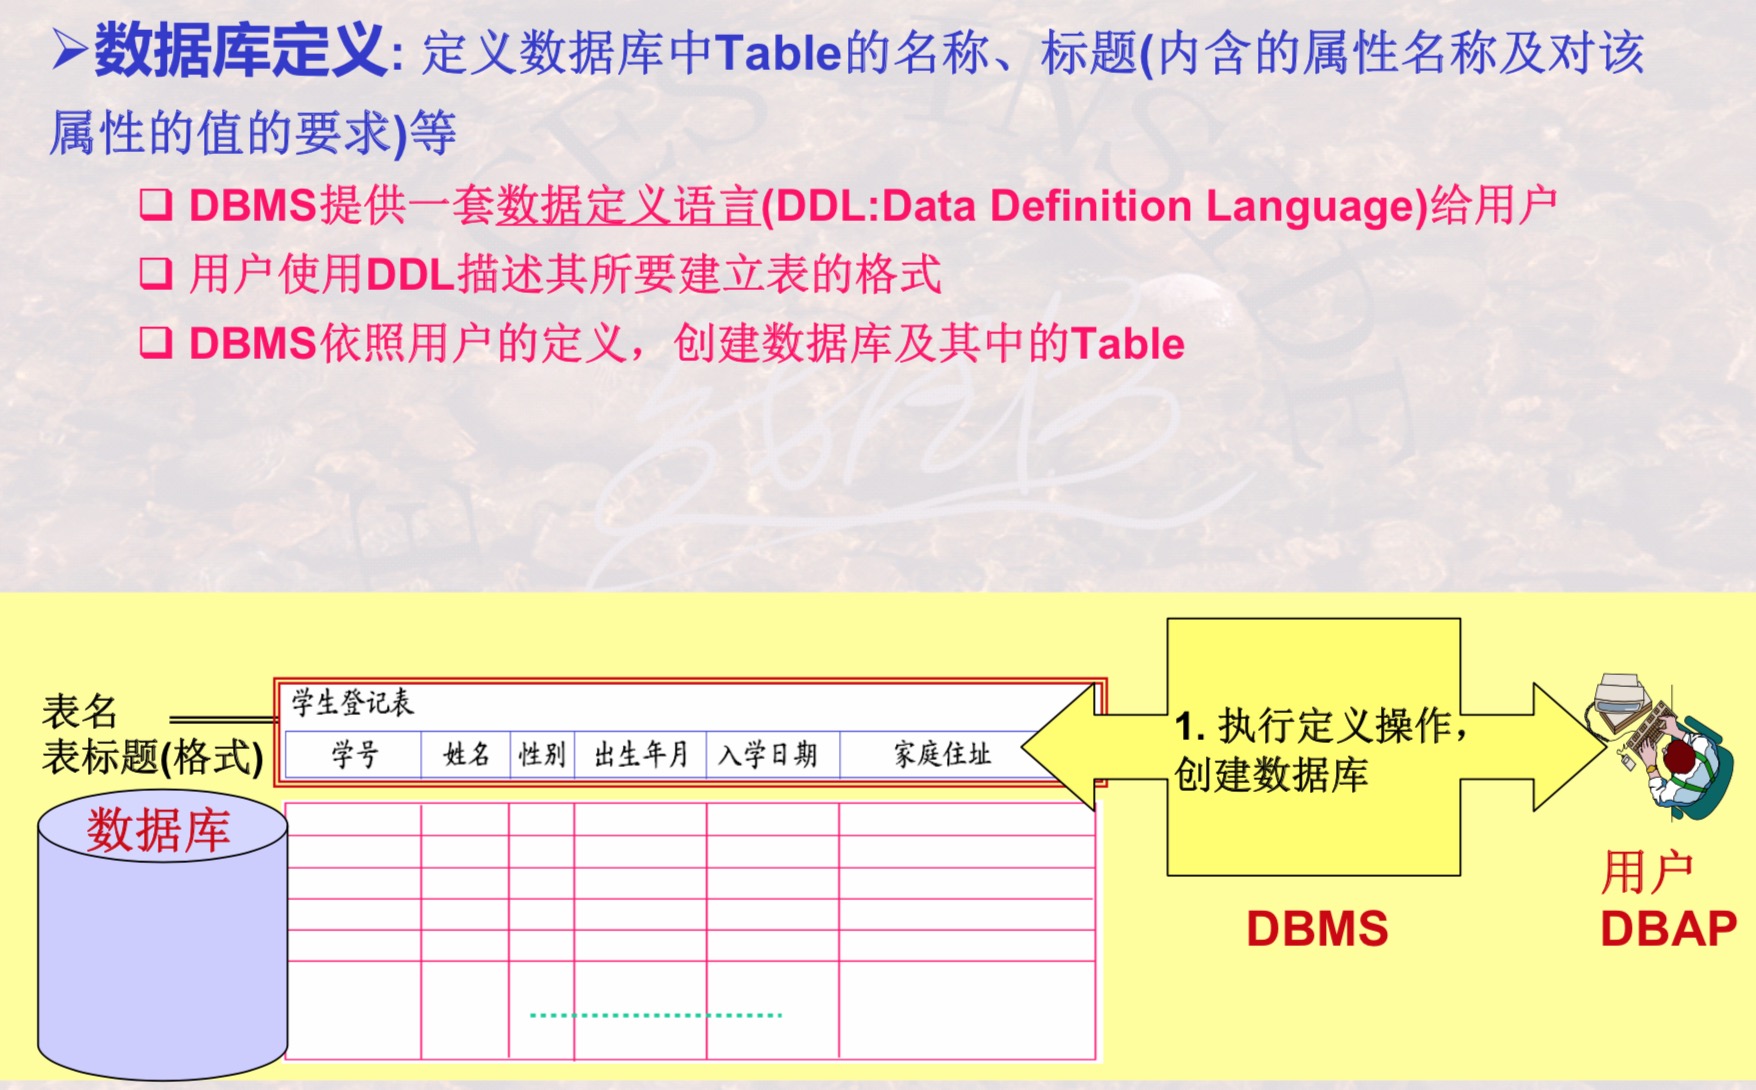 数据库定义: 定义数据库中Table的名称、标题(内含的属性名称及对该
属性的值的要求)等
DBMS提供一套数据定义语言(DDL:Data Definition Language)给用户
用户使用DDL描述其所要建立表的格式
DBMS依照用户的定义，创建数据库及其中的Table
表名
表标题(格式)
学生登记表
学号 姓名 性别 出生年月 入学日期 家庭住址
1. 执行定义操作，
创建数据库
数据库
DBMS
用户
DBAP